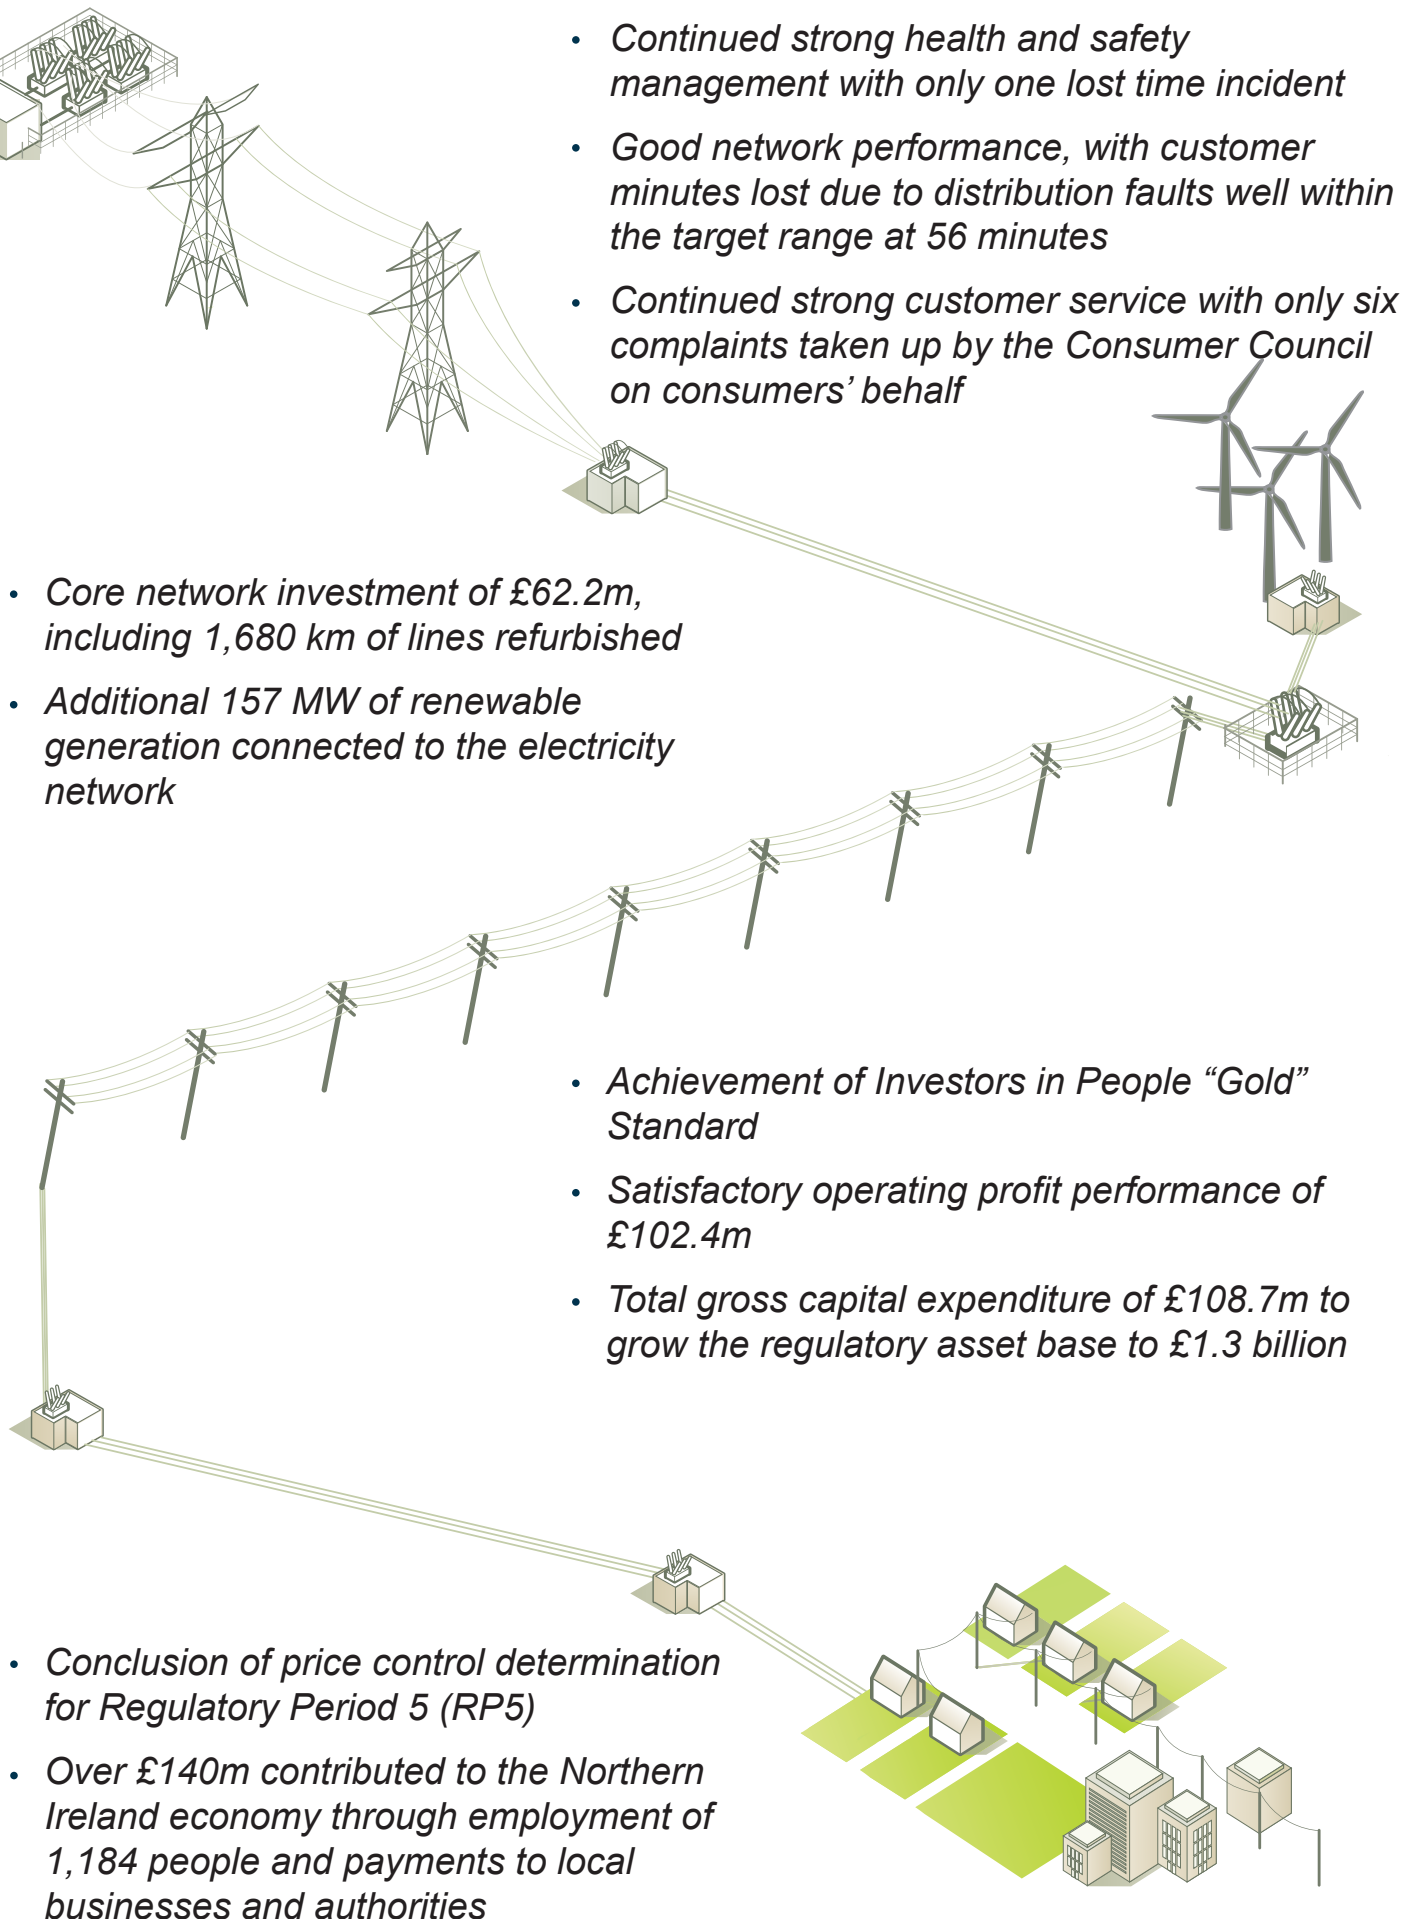 • Continued strong health and safety
management with only one lost time incident
• Good network performance, with customer
minutes lost due to distribution faults well within
the target range at 56 minutes
• Continued strong customer service with only six
complaints taken up by the Consumer Council
on consumers’ behalf
• Core network investment of £62.2m,
including 1,680 km of lines refurbished
• Additional 157 MW of renewable
generation connected to the electricity
network
• Achievement of Investors in People “Gold”
Standard
• Satisfactory operating profit performance of
£102.4m
• Total gross capital expenditure of £108.7m to
grow the regulatory asset base to £1.3 billion
• Conclusion of price control determination
for Regulatory Period 5 (RP5)
• Over £140m contributed to the Northern
Ireland economy through employment of
1,184 people and payments to local
businesses and authorities